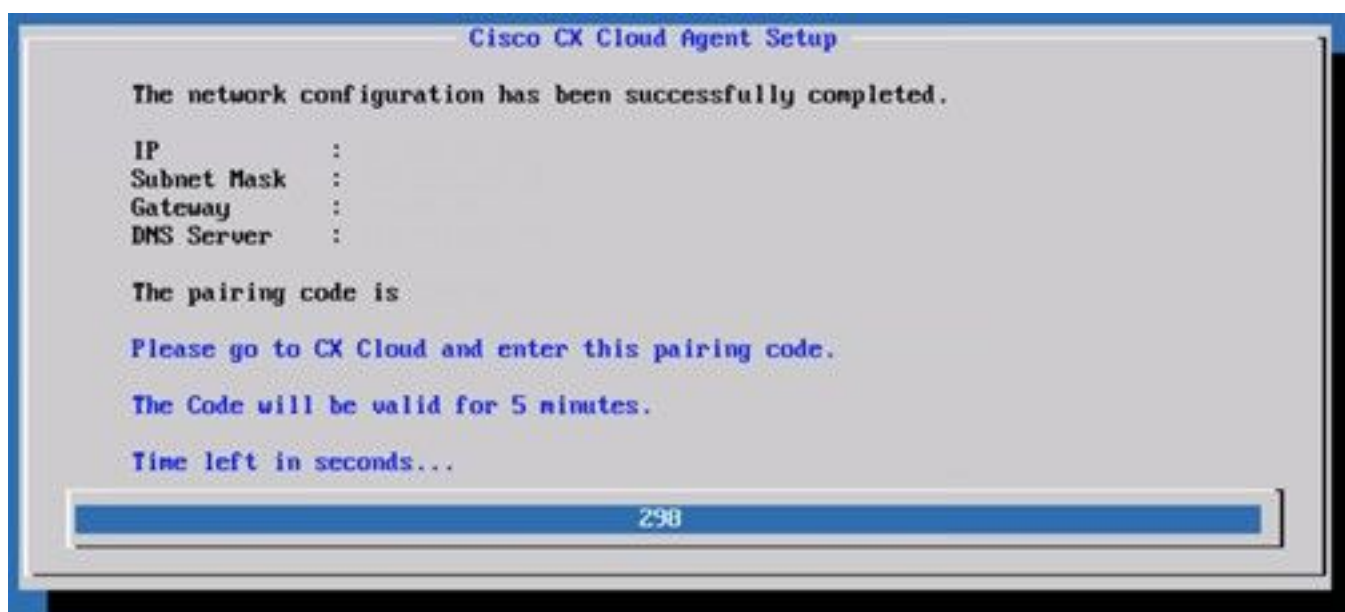 Cisco CX Cloud Agent Setup
The network configuration has been successfully completed.
IP :
Subnet Mask :
Gateway :
DNS Server :
The pairing code is
Please go to CX Cloud and enter this pairing code.
The Code will be valid for 5 minutes.
Time left in seconds...
298